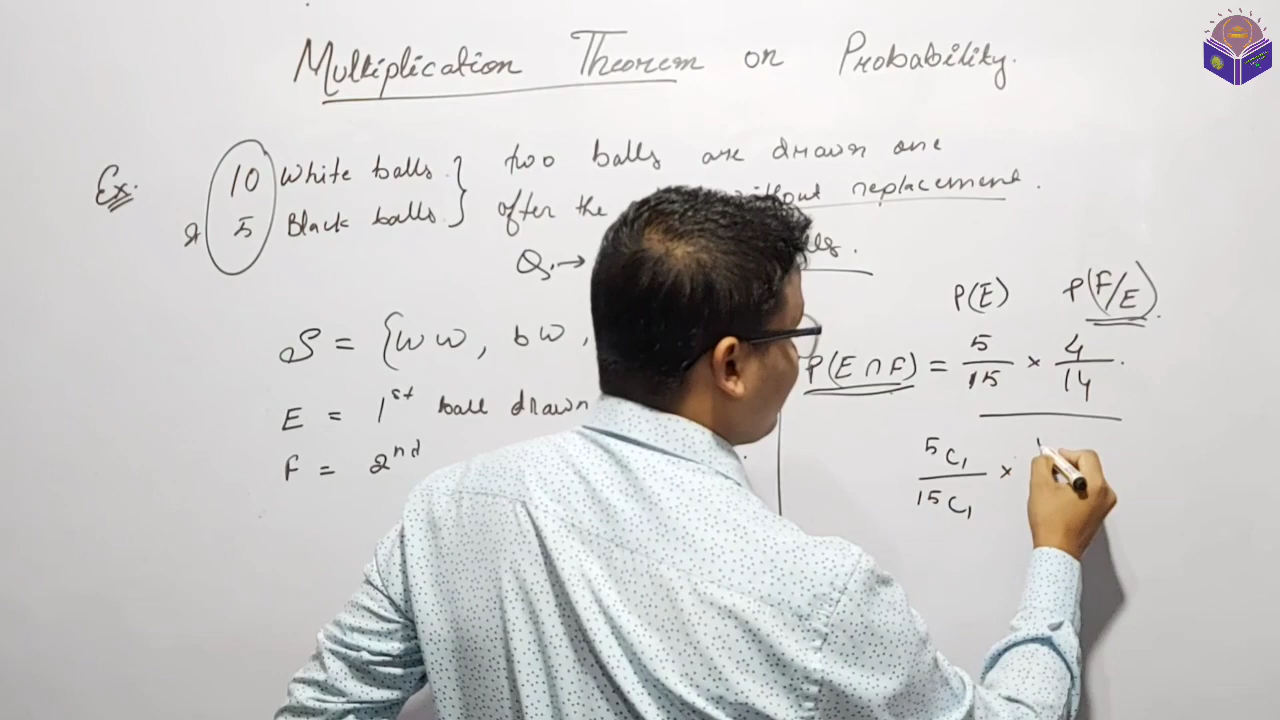 Multiplication Theorem on Probability.
Ex. 10 White balls } two balls are drawn one
& 5 Black balls. } after the without replacement.
Q. →
S = {WW, bW,
E = 1st ball drawn
F = 2nd
P(E) P(F/E)
P(E ∩ F) = 5/15 × 4/14
5C1/15C1 ×